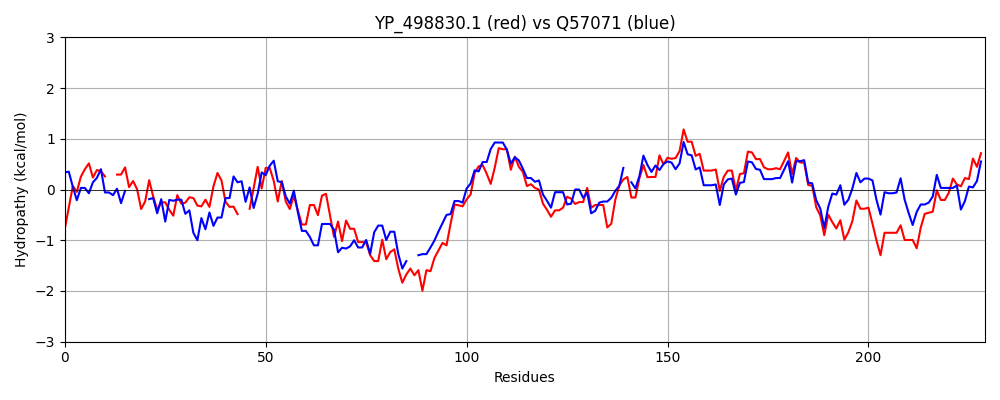 YP_498830.1 (red) vs Q57071 (blue)
Hydropathy (kcal/mol)
3
2
1
0
−1
−2
−3
0 50 100 150 200
Residues